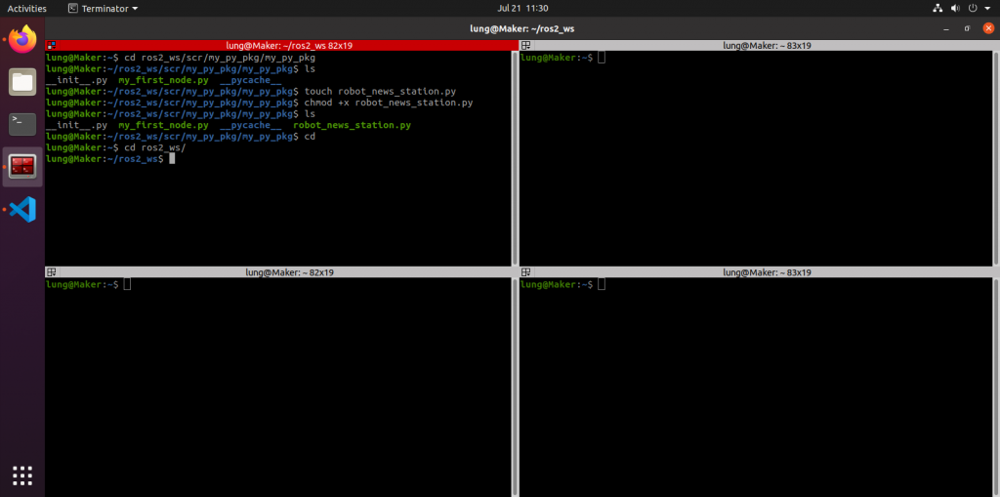 Activities Terminator Jul 21 11:30
lung@Maker: ~/ros2_ws
lung@Maker: ~/ros2_ws 82x19
lung@Maker:~$ cd ros2_ws/scr/my_py_pkg/my_py_pkg
lung@Maker:~/ros2_ws/scr/my_py_pkg/my_py_pkg$ ls
__init__.py my_first_node.py __pycache__
lung@Maker:~/ros2_ws/scr/my_py_pkg/my_py_pkg$ touch robot_news_station.py
lung@Maker:~/ros2_ws/scr/my_py_pkg/my_py_pkg$ chmod +x robot_news_station.py
lung@Maker:~/ros2_ws/scr/my_py_pkg/my_py_pkg$ ls
__init__.py my_first_node.py __pycache__ robot_news_station.py
lung@Maker:~/ros2_ws/scr/my_py_pkg/my_py_pkg$ cd
lung@Maker:~$ cd ros2_ws/
lung@Maker:~/ros2_ws$
lung@Maker: ~ 83x19
lung@Maker:~$
lung@Maker: ~ 82x19
lung@Maker:~$
lung@Maker: ~ 83x19
lung@Maker:~$